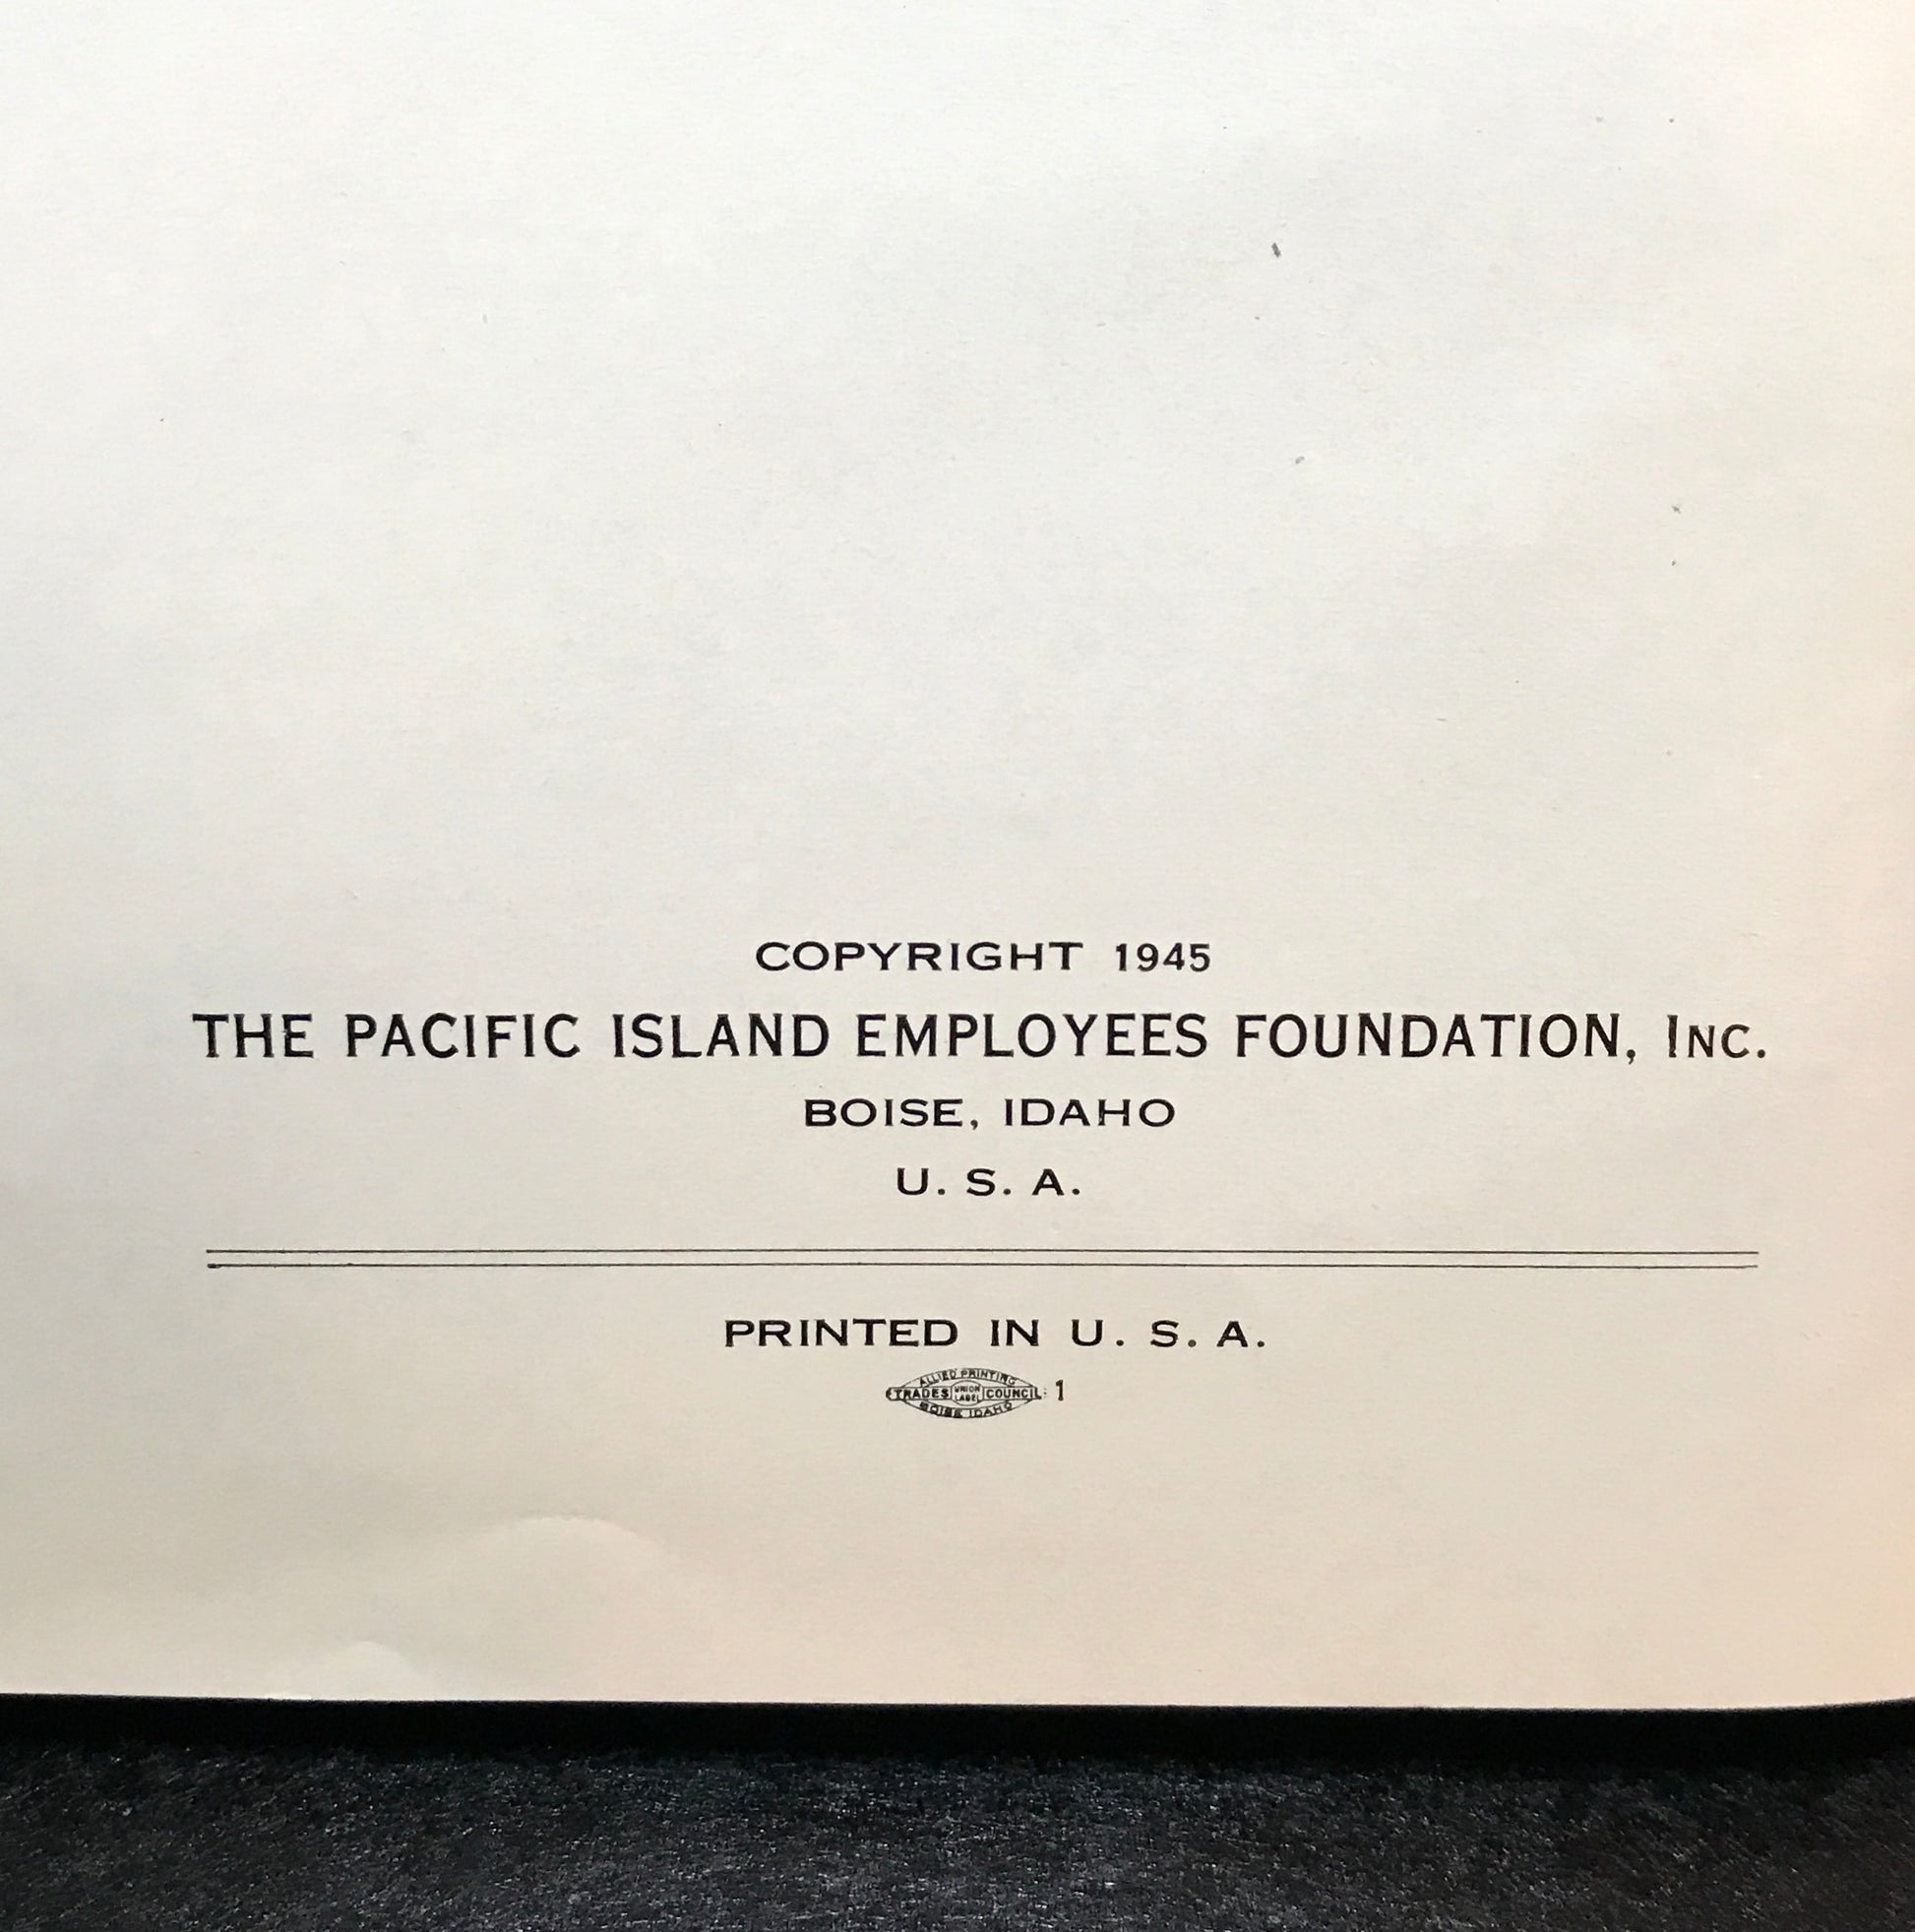 COPYRIGHT 1945
THE PACIFIC ISLAND EMPLOYEES FOUNDATION, INC.
BOISE, IDAHO
U. S. A.
PRINTED IN U. S. A.
ALLIED PRINTING
TRADES UNION LABEL COUNCIL 1
BOISE IDAHO